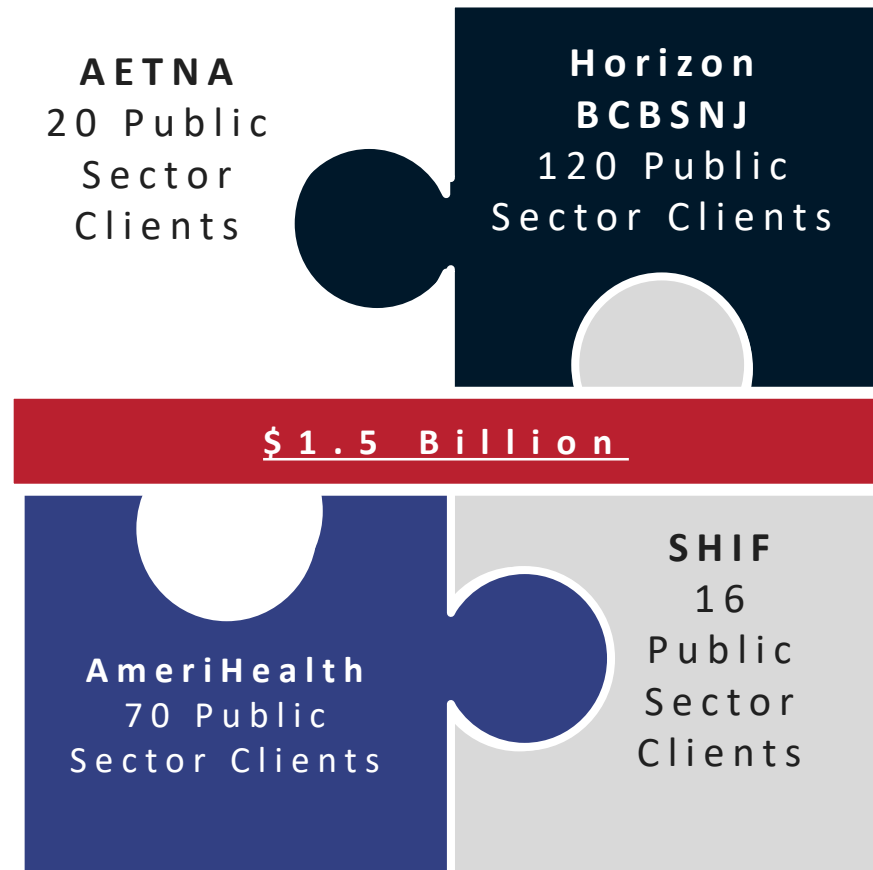 AETNA
20 Public
Sector
Clients
Horizon
BCBSNJ
120 Public
Sector Clients
$1.5 Billion
AmeriHealth
70 Public
Sector Clients
SHIF
16
Public
Sector
Clients